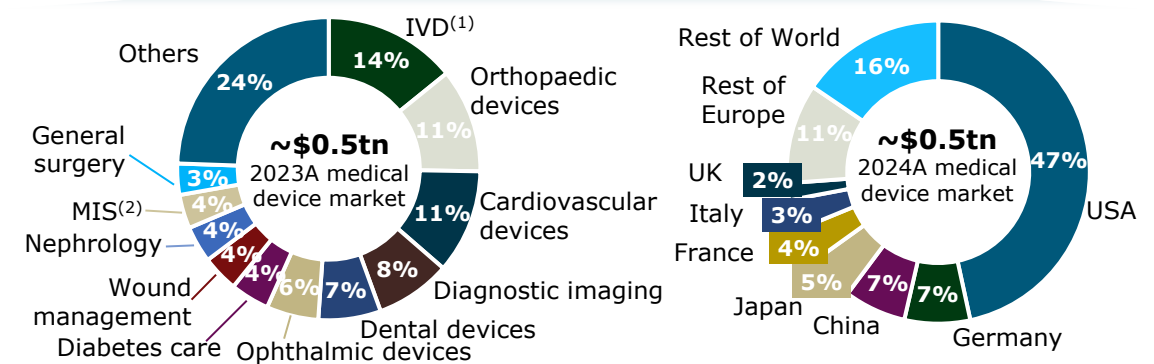 IVD(1)
14%
Orthopaedic
devices
11%
Cardiovascular
devices
11%
Diagnostic imaging
8%
Dental devices
7%
Ophthalmic devices
6%
Diabetes care
4%
Wound
management
4%
Nephrology
4%
MIS(2)
4%
General
surgery
3%
Others
24%
~$0.5tn
2023A medical
device market
USA
47%
Germany
7%
China
7%
Japan
5%
France
4%
Italy
3%
UK
2%
Rest of
Europe
11%
Rest of World
16%
~$0.5tn
2024A medical
device market